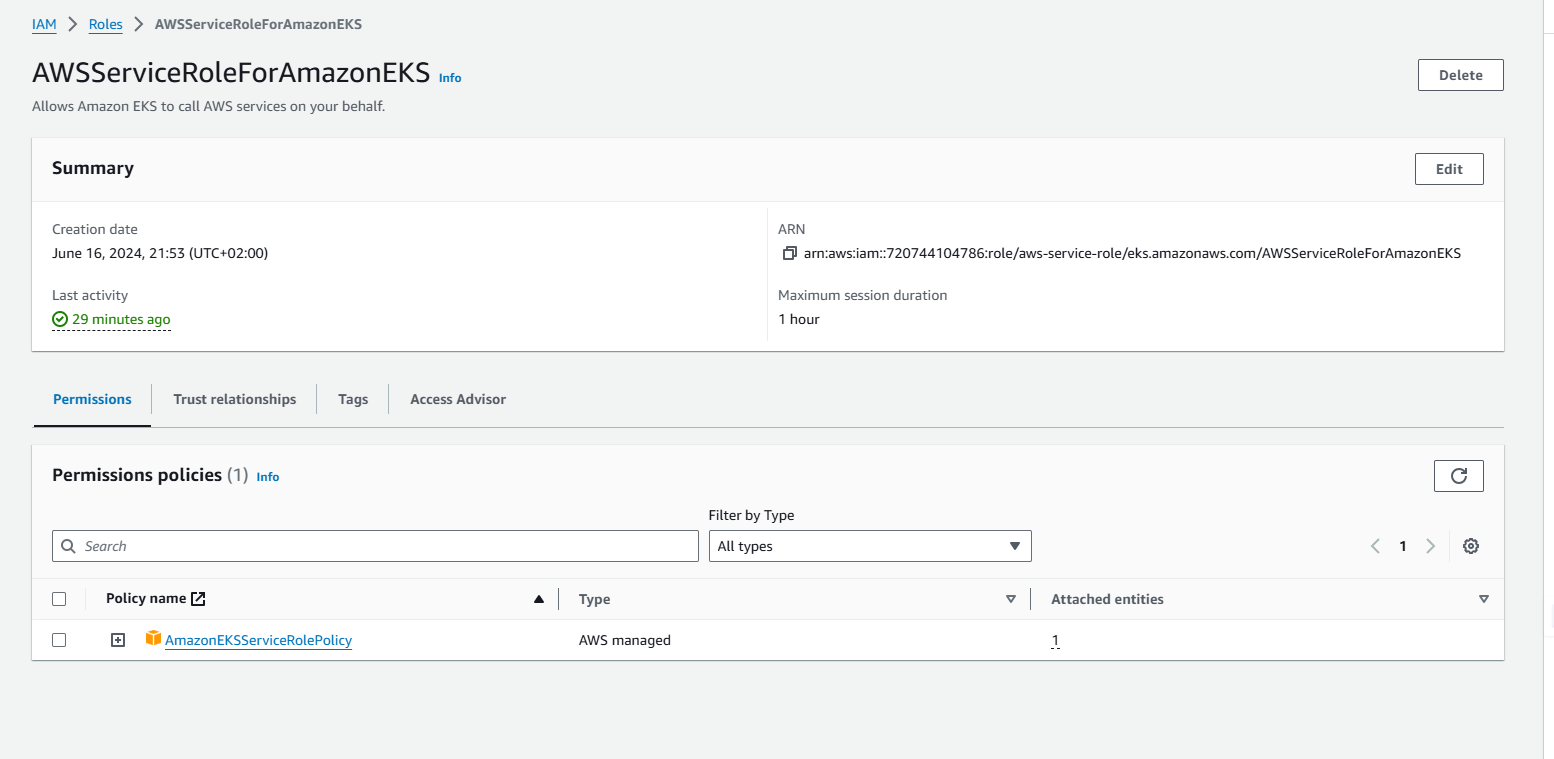 IAM > Roles > AWSServiceRoleForAmazonEKS
AWSServiceRoleForAmazonEKS Info
Delete
Allows Amazon EKS to call AWS services on your behalf.
Summary
Edit
Creation date
June 16, 2024, 21:53 (UTC+02:00)
ARN
arn:aws:iam::720744104786:role/aws-service-role/eks.amazonaws.com/AWSServiceRoleForAmazonEKS
Last activity
29 minutes ago
Maximum session duration
1 hour
Permissions
Trust relationships
Tags
Access Advisor
Permissions policies (1) Info
Filter by Type
Search
All types
1
Policy name
Type
Attached entities
AmazonEKSServiceRolePolicy
AWS managed
1